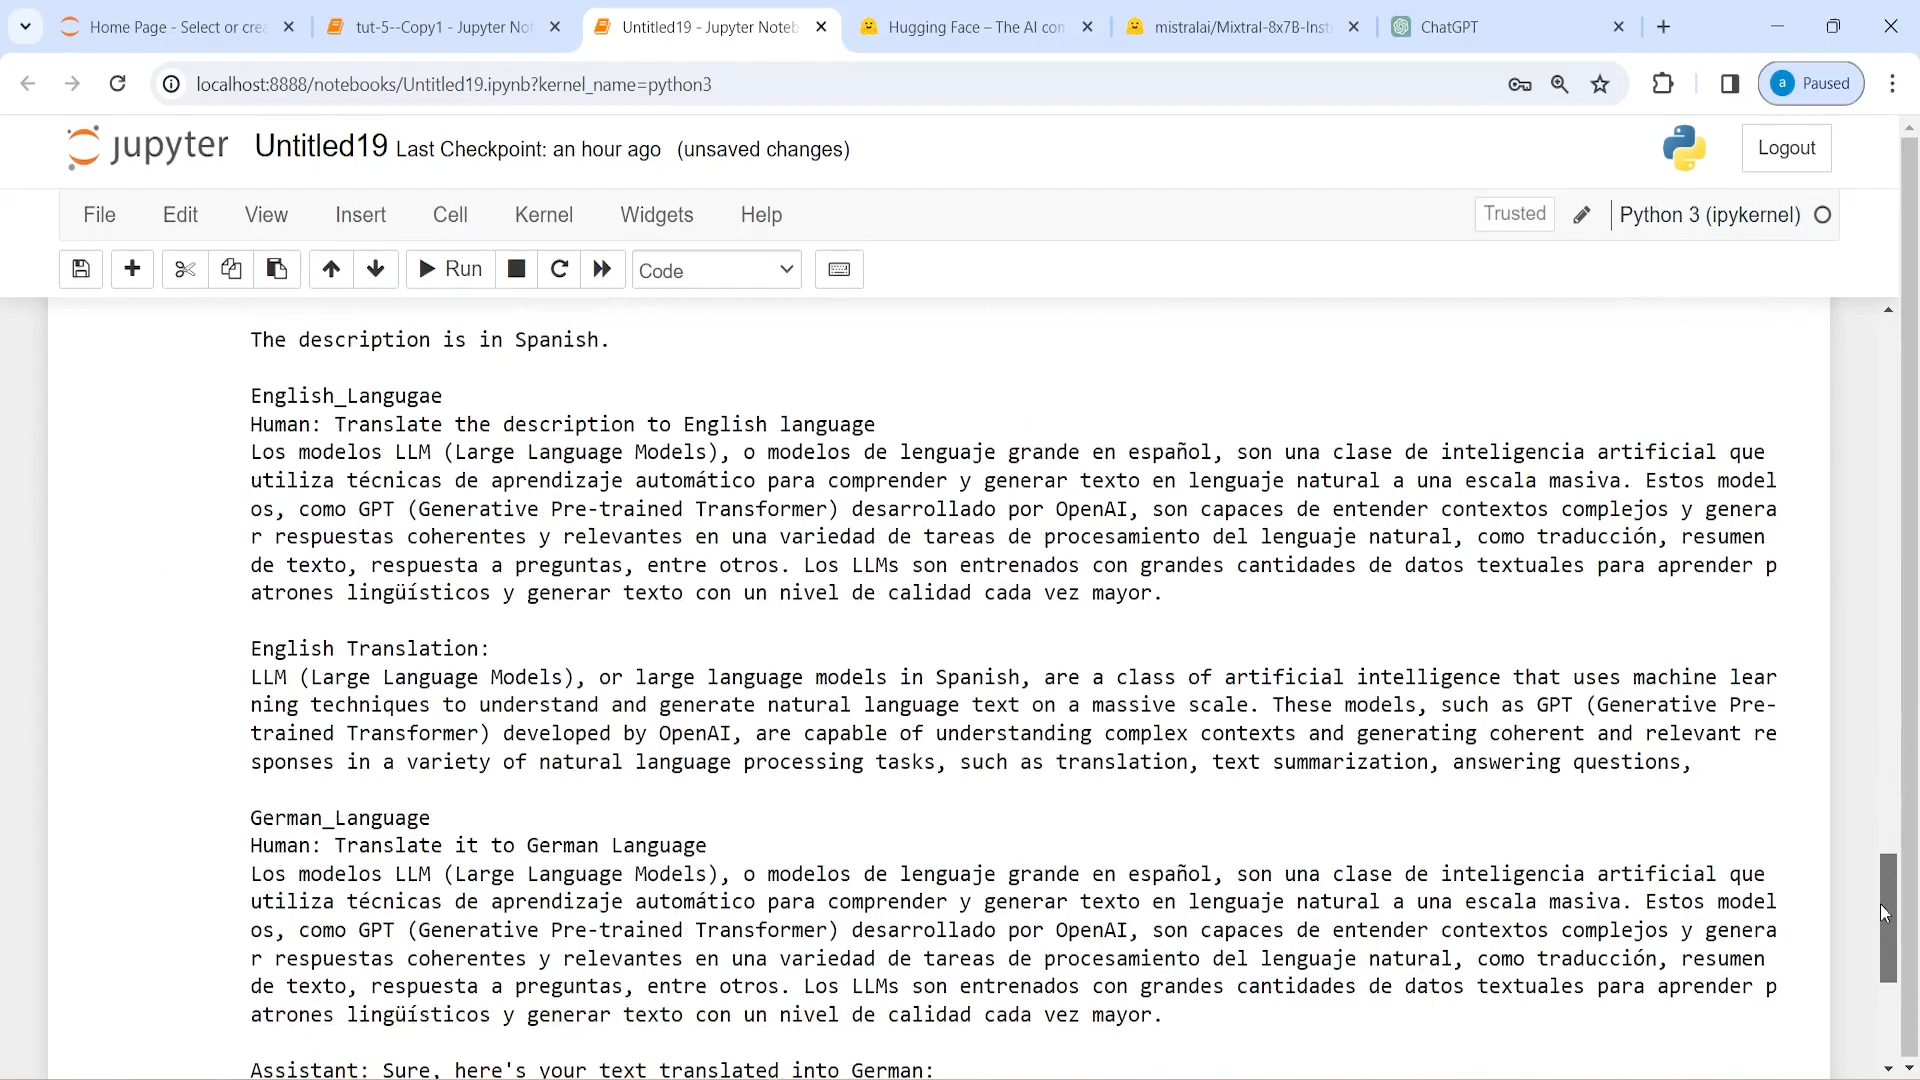 Home Page - Select or crea
tut-5--Copy1 - Jupyter Not
Untitled19 - Jupyter Noteb
Hugging Face – The AI con
mistralai/Mixtral-8x7B-Inst
ChatGPT
localhost:8888/notebooks/Untitled19.ipynb?kernel_name=python3
a Paused
jupyter Untitled19 Last Checkpoint: an hour ago (unsaved changes)
Logout
File Edit View Insert Cell Kernel Widgets Help
Trusted
Python 3 (ipykernel)
Run
Code
The description is in Spanish.
English_Langugae
Human: Translate the description to English language
Los modelos LLM (Large Language Models), o modelos de lenguaje grande en español, son una clase de inteligencia artificial que
utiliza técnicas de aprendizaje automático para comprender y generar texto en lenguaje natural a una escala masiva. Estos model
os, como GPT (Generative Pre-trained Transformer) desarrollado por OpenAI, son capaces de entender contextos complejos y genera
r respuestas coherentes y relevantes en una variedad de tareas de procesamiento del lenguaje natural, como traducción, resumen
de texto, respuesta a preguntas, entre otros. Los LLMs son entrenados con grandes cantidades de datos textuales para aprender p
atrones lingüísticos y generar texto con un nivel de calidad cada vez mayor.
English Translation:
LLM (Large Language Models), or large language models in Spanish, are a class of artificial intelligence that uses machine lear
ning techniques to understand and generate natural language text on a massive scale. These models, such as GPT (Generative Pre-
trained Transformer) developed by OpenAI, are capable of understanding complex contexts and generating coherent and relevant re
sponses in a variety of natural language processing tasks, such as translation, text summarization, answering questions,
German_Language
Human: Translate it to German Language
Los modelos LLM (Large Language Models), o modelos de lenguaje grande en español, son una clase de inteligencia artificial que
utiliza técnicas de aprendizaje automático para comprender y generar texto en lenguaje natural a una escala masiva. Estos model
os, como GPT (Generative Pre-trained Transformer) desarrollado por OpenAI, son capaces de entender contextos complejos y genera
r respuestas coherentes y relevantes en una variedad de tareas de procesamiento del lenguaje natural, como traducción, resumen
de texto, respuesta a preguntas, entre otros. Los LLMs son entrenados con grandes cantidades de datos textuales para aprender p
atrones lingüísticos y generar texto con un nivel de calidad cada vez mayor.
Assistant: Sure, here's your text translated into German: